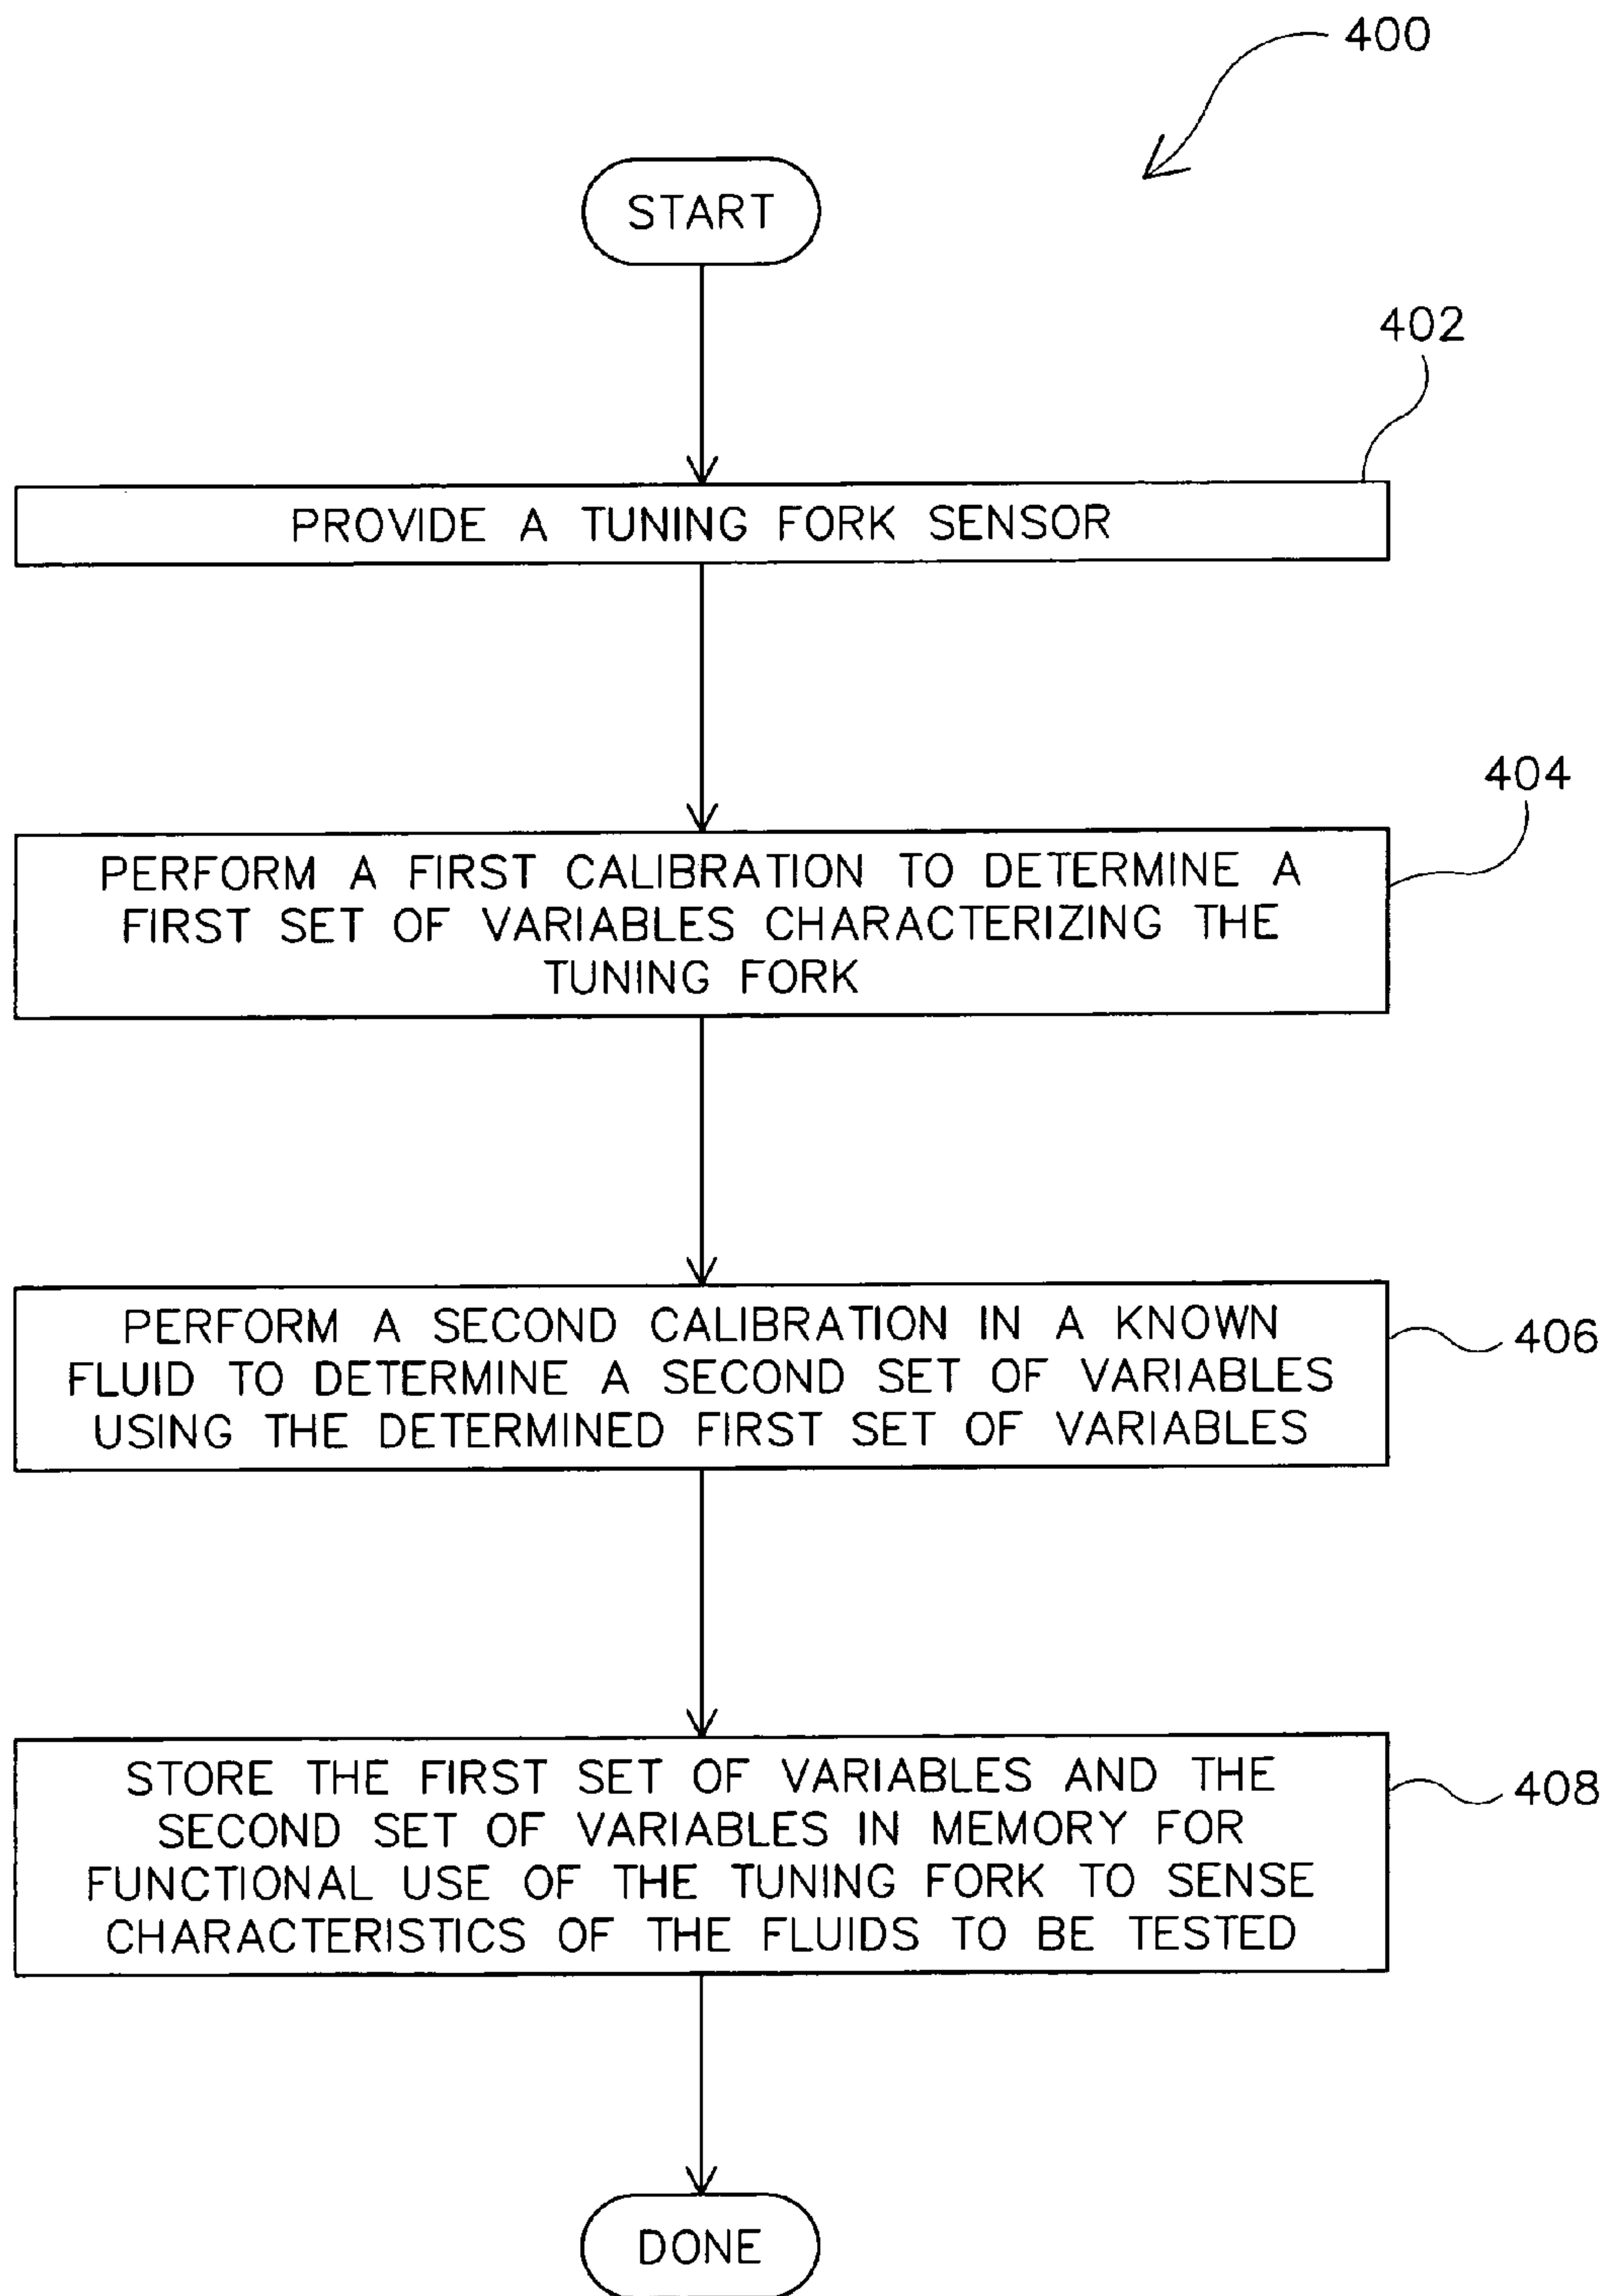 400
START
402
PROVIDE A TUNING FORK SENSOR
404
PERFORM A FIRST CALIBRATION TO DETERMINE A
FIRST SET OF VARIABLES CHARACTERIZING THE
TUNING FORK
PERFORM A SECOND CALIBRATION IN A KNOWN
FLUID TO DETERMINE A SECOND SET OF VARIABLES
USING THE DETERMINED FIRST SET OF VARIABLES
406
STORE THE FIRST SET OF VARIABLES AND THE
SECOND SET OF VARIABLES IN MEMORY FOR
FUNCTIONAL USE OF THE TUNING FORK TO SENSE
CHARACTERISTICS OF THE FLUIDS TO BE TESTED
408
DONE